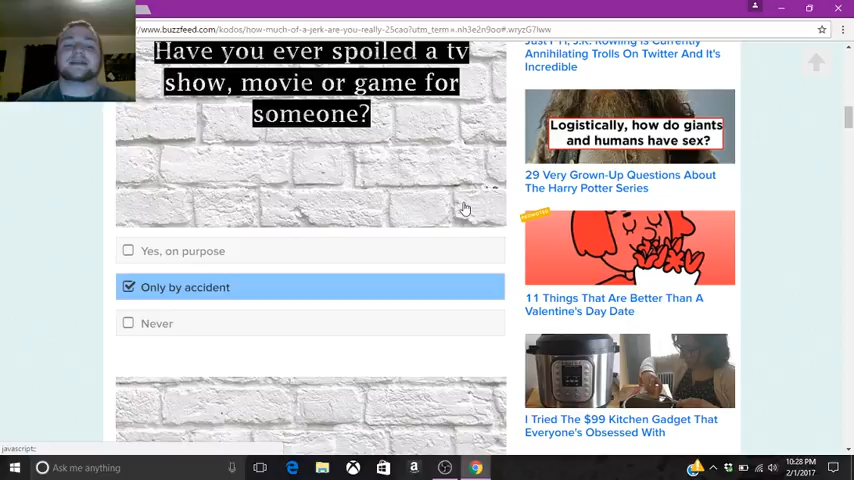 www.buzzfeed.com/kodos/how-much-of-a-jerk-are-you-really-25cao?utm_term=.nh3e2n9oo#.wryzG7lww
Have you ever spoiled a tv
show, movie or game for
someone?
Yes, on purpose
Only by accident
Never
Annihilating Trolls On Twitter And It's
Incredible
Logistically, how do giants
and humans have sex?
29 Very Grown-Up Questions About
The Harry Potter Series
11 Things That Are Better Than A
Valentine's Day Date
I Tried The $99 Kitchen Gadget That
Everyone's Obsessed With
javascript:
Ask me anything
10:28 PM
2/1/2017